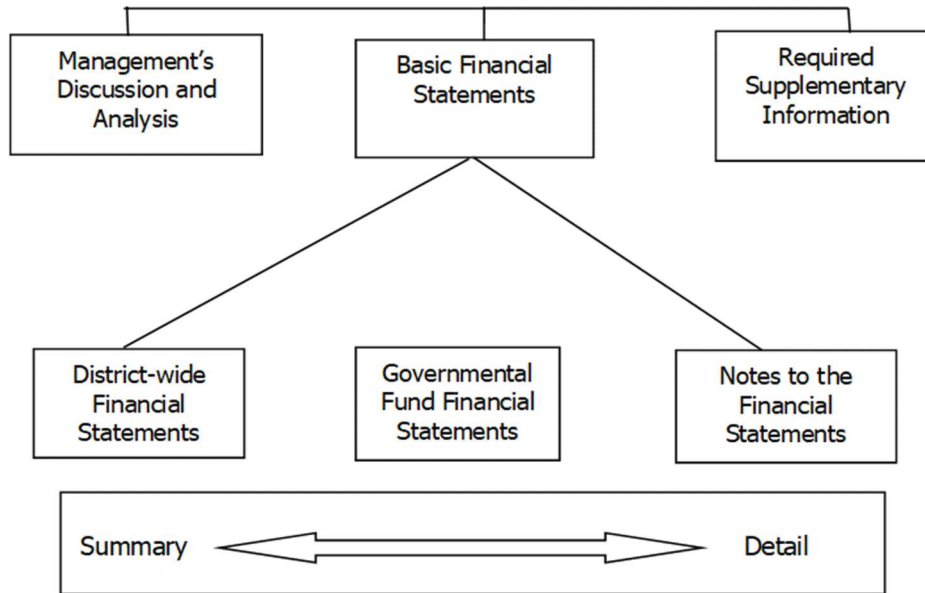 Management's
Discussion and
Analysis
Basic Financial
Statements
Required
Supplementary
Information
District-wide
Financial
Statements
Governmental
Fund Financial
Statements
Notes to the
Financial
Statements
Summary
Detail